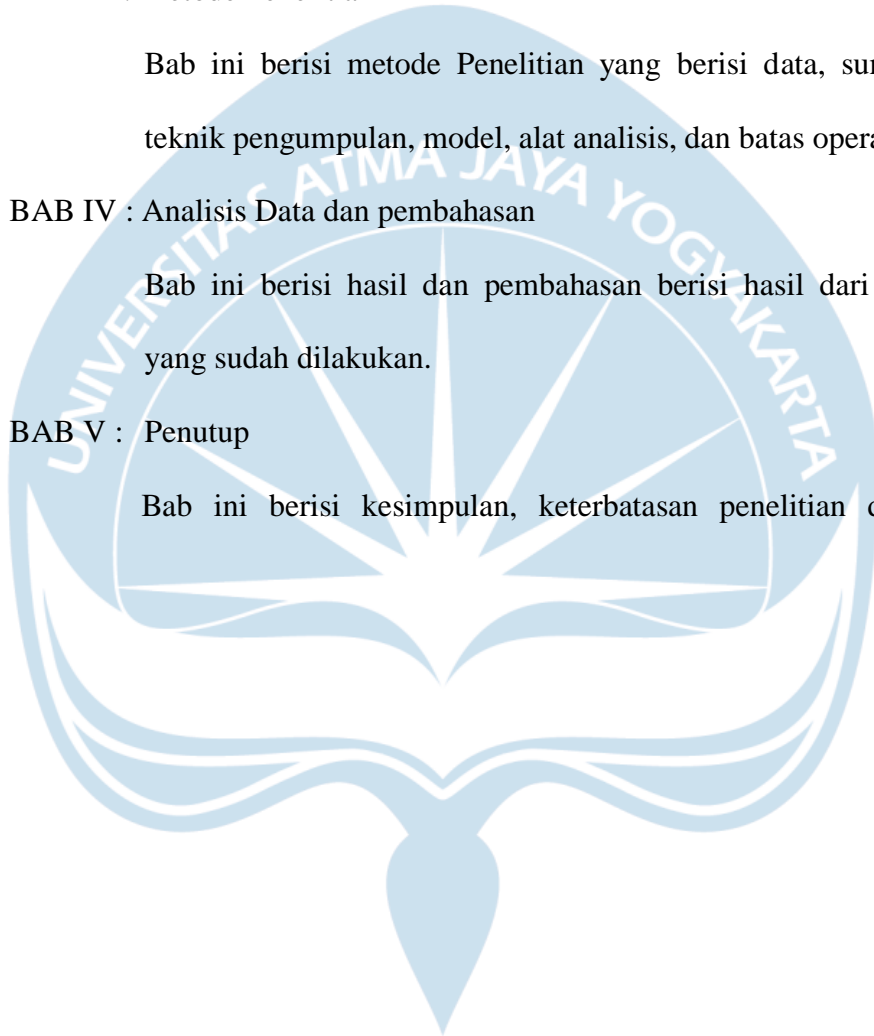 Bab ini berisi metode Penelitian yang berisi data,
teknik pengumpulan, model, alat analisis, dan batas
UNIVERSITAS ATMA JAYA YOGYAKARTA
BAB IV : Analisis Data dan pembahasan
Bab ini berisi hasil dan pembahasan berisi hasil dari
yang sudah dilakukan.
BAB V : Penutup
Bab ini berisi kesimpulan, keterbatasan penelitian